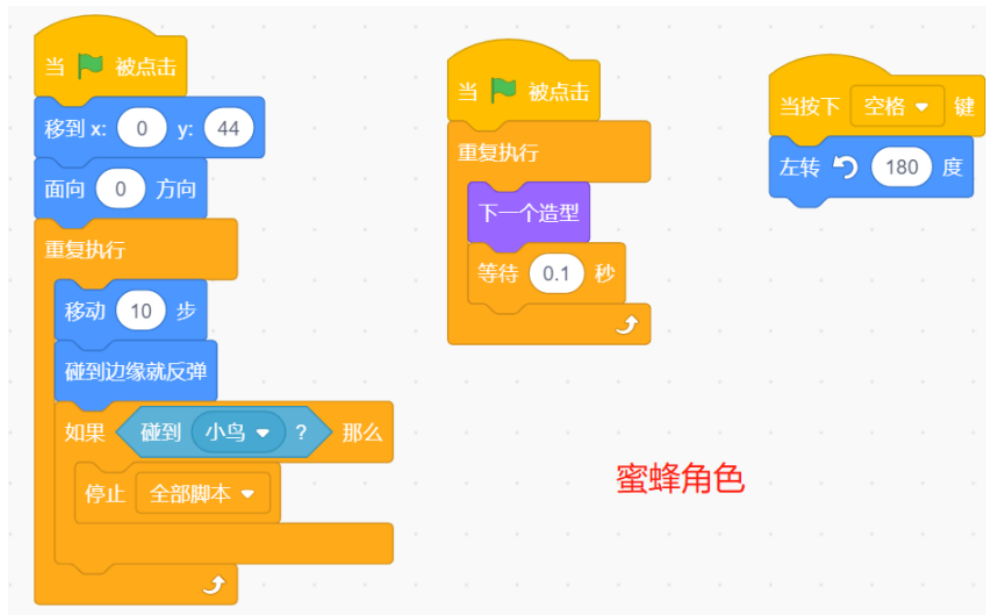 当 被点击
移到 x: 0 y: 44
面向 0 方向
重复执行
移动 10 步
碰到边缘就反弹
如果 碰到 小鸟 ? 那么
停止 全部脚本
当 被点击
重复执行
下一个造型
等待 0.1 秒
当按下 空格 键
左转 180 度
蜜蜂角色